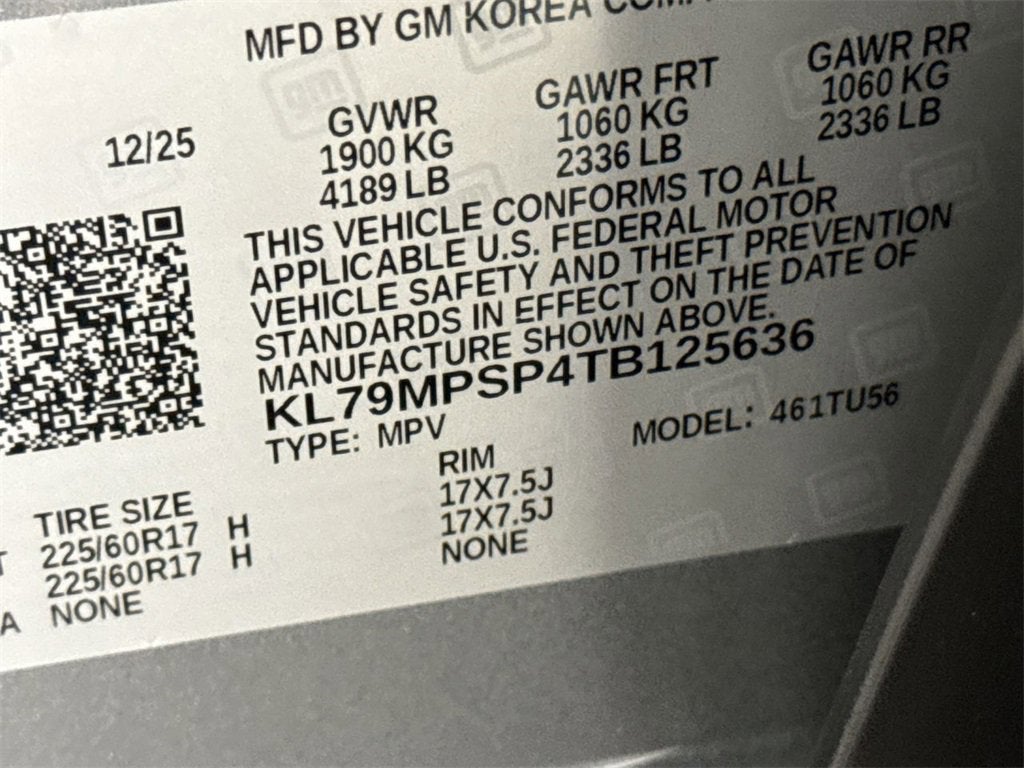 MFD BY GM KOREA
12/25
GVWR GAWR FRT GAWR RR
1900 KG 1060 KG 1060 KG
4189 LB 2336 LB 2336 LB
THIS VEHICLE CONFORMS TO ALL
APPLICABLE U.S. FEDERAL MOTOR
VEHICLE SAFETY AND THEFT PREVENTION
STANDARDS IN EFFECT ON THE DATE OF
MANUFACTURE SHOWN ABOVE.
KL79MPSP4TB125636
TYPE: MPV MODEL: 461TU56
TIRE SIZE RIM
225/60R17 H 17X7.5J
225/60R17 H 17X7.5J
NONE NONE